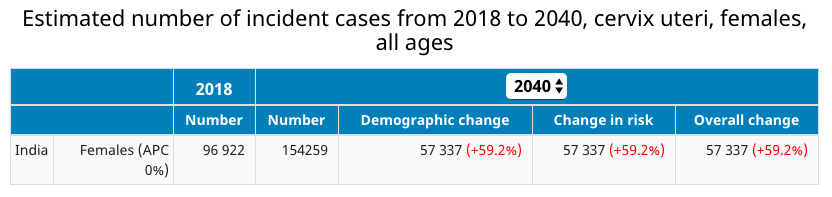 Estimated number of incident cases from 2018 to 2040, cervix uteri, females,
all ages
2018 2040
Number Number Demographic change Change in risk Overall change
India Females (APC 96 922 154259 57 337 (+59.2%) 57 337 (+59.2%) 57 337 (+59.2%)
0%)